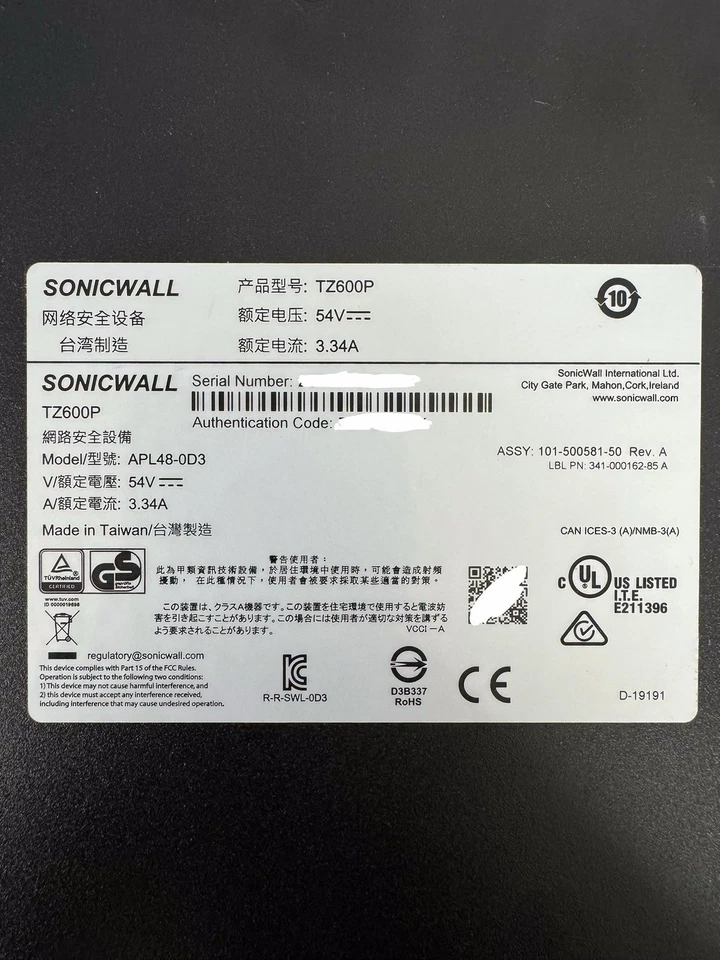 SONICWALL
产品型号: TZ600P
网络安全设备
额定电压: 54V
台湾制造
额定电流: 3.34A
10
SONICWALL
Serial Number:
SonicWall International Ltd.
City Gate Park, Mahon,Cork,Ireland
www.sonicwall.com
TZ600P
Authentication Code:
網路安全設備
Model/型號: APL48-0D3
ASSY: 101-500581-50 Rev. A
LBL PN: 341-000162-85 A
V/額定電壓: 54V
A/額定電流: 3.34A
Made in Taiwan/台灣製造
CAN ICES-3 (A)/NMB-3(A)
TÜVRheinland
CERTIFIED
GS
www.tuv.com
ID 0000019898
警告使用者:
此為甲類資訊技術設備,於居住環境中使用時,可能會造成射頻
擾動, 在此種情況下,使用者會被要求採取某些適當的對策。
この装置は、クラスA機器です。この装置を住宅環境で使用すると電波妨
害を引き起こすことがあります。この場合には使用者が適切な対策を講ずる
よう要求されることがあります。 VCCI－A
C UL US LISTED
I.T.E.
E211396
regulatory@sonicwall.com
This device complies with Part 15 of the FCC Rules.
Operation is subject to the following two conditions:
1) This device may not cause harmful interference, and
2) this device must accept any interference received,
including interference that may cause undesired operation.
R-R-SWL-0D3
D3B337
RoHS
CE
D-19191